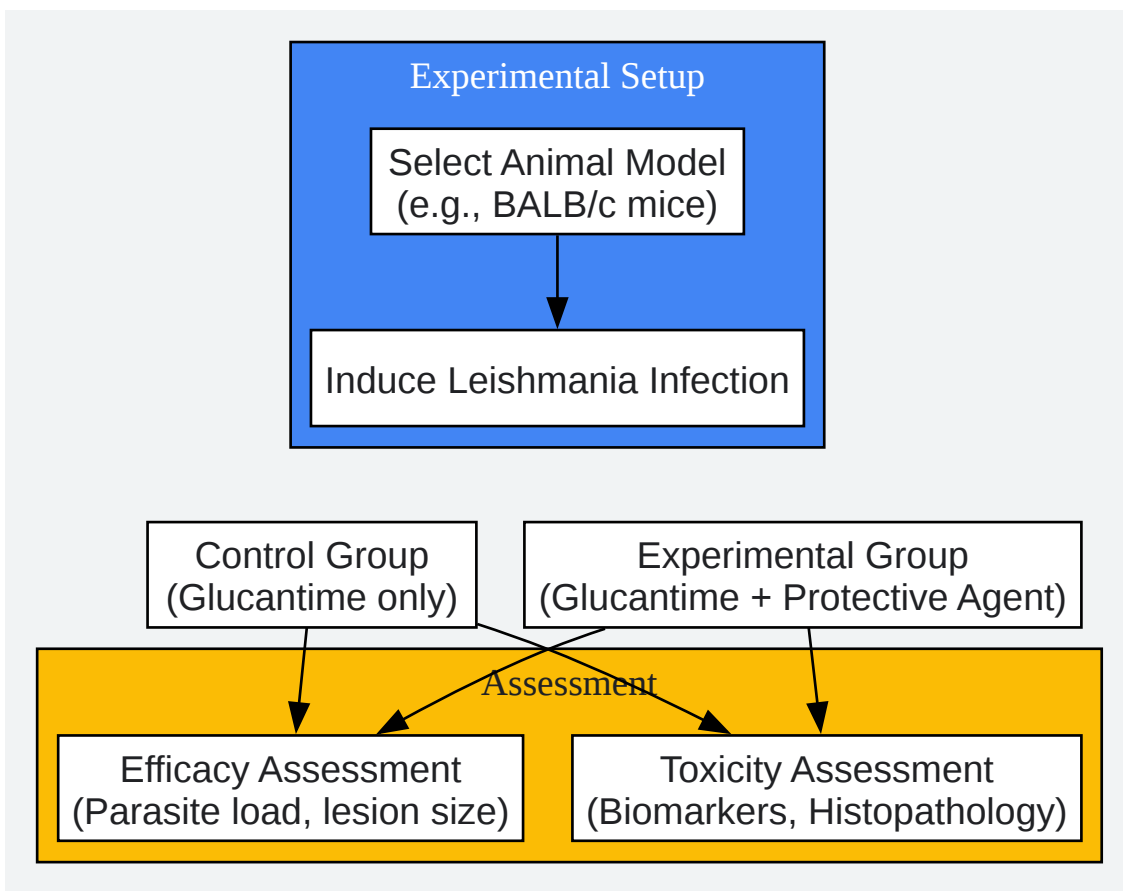 Experimental Setup
Select Animal Model
(e.g., BALB/c mice)
Induce Leishmania Infection
Control Group
(Glucantime only)
Experimental Group
(Glucantime + Protective Agent)
Assessment
Efficacy Assessment
(Parasite load, lesion size)
Toxicity Assessment
(Biomarkers, Histopathology)